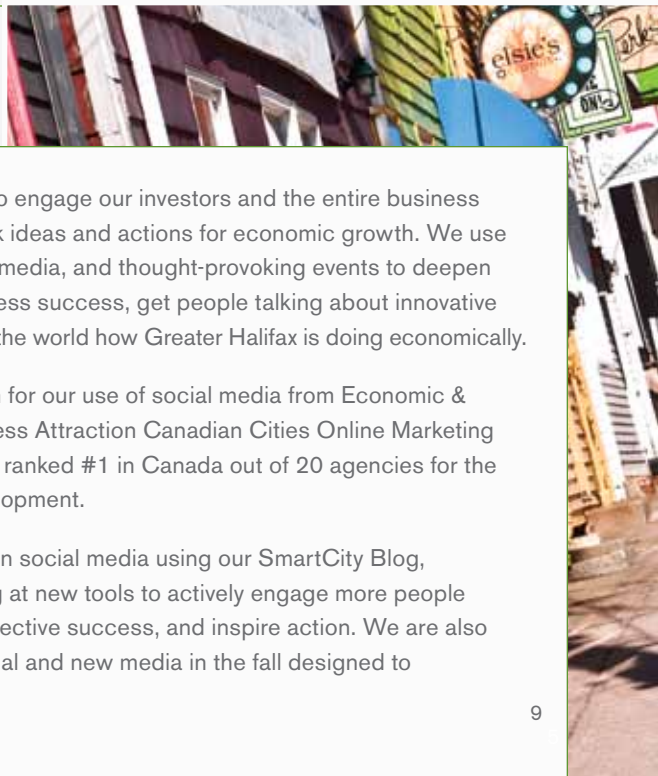 elsie's
o engage our investors and the entire business
k ideas and actions for economic growth. We use
media, and thought-provoking events to deepen
ess success, get people talking about innovative
the world how Greater Halifax is doing economically.
n for our use of social media from Economic &
ess Attraction Canadian Cities Online Marketing
ranked #1 in Canada out of 20 agencies for the
opment.
n social media using our SmartCity Blog,
g at new tools to actively engage more people
ective success, and inspire action. We are also
al and new media in the fall designed to
9